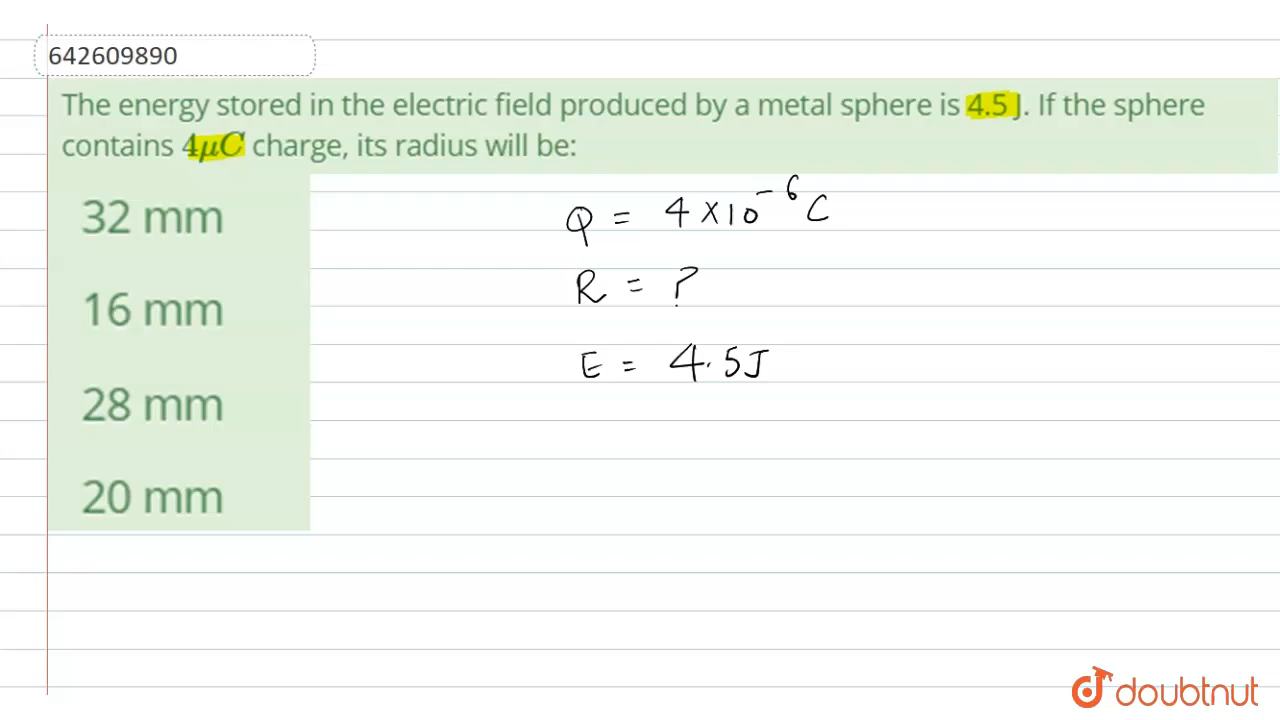 642609890
The energy stored in the electric field produced by a metal sphere is 4.5 J. If the sphere
contains 4μC charge, its radius will be:
32 mm
16 mm
28 mm
20 mm
Q = 4 × 10⁻⁶ C
R = ?
E = 4.5J
doubtnut